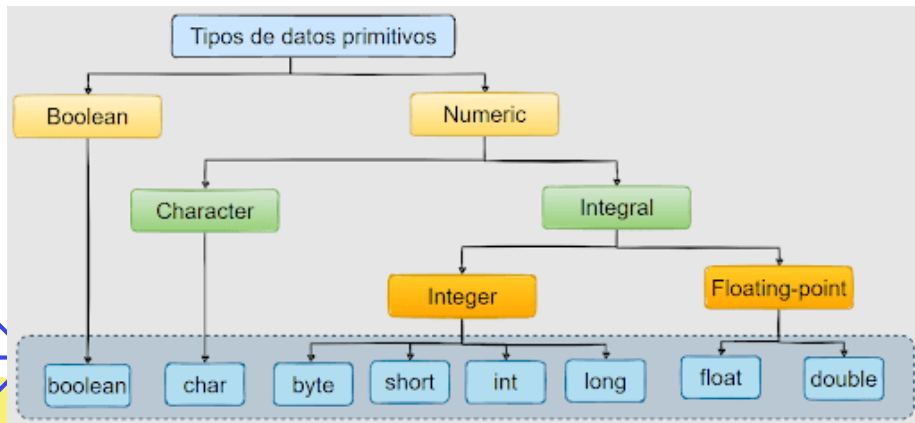 Tipos de datos primitivos
Boolean
Numeric
Character
Integral
Integer
Floating-point
boolean
char
byte
short
int
long
float
double